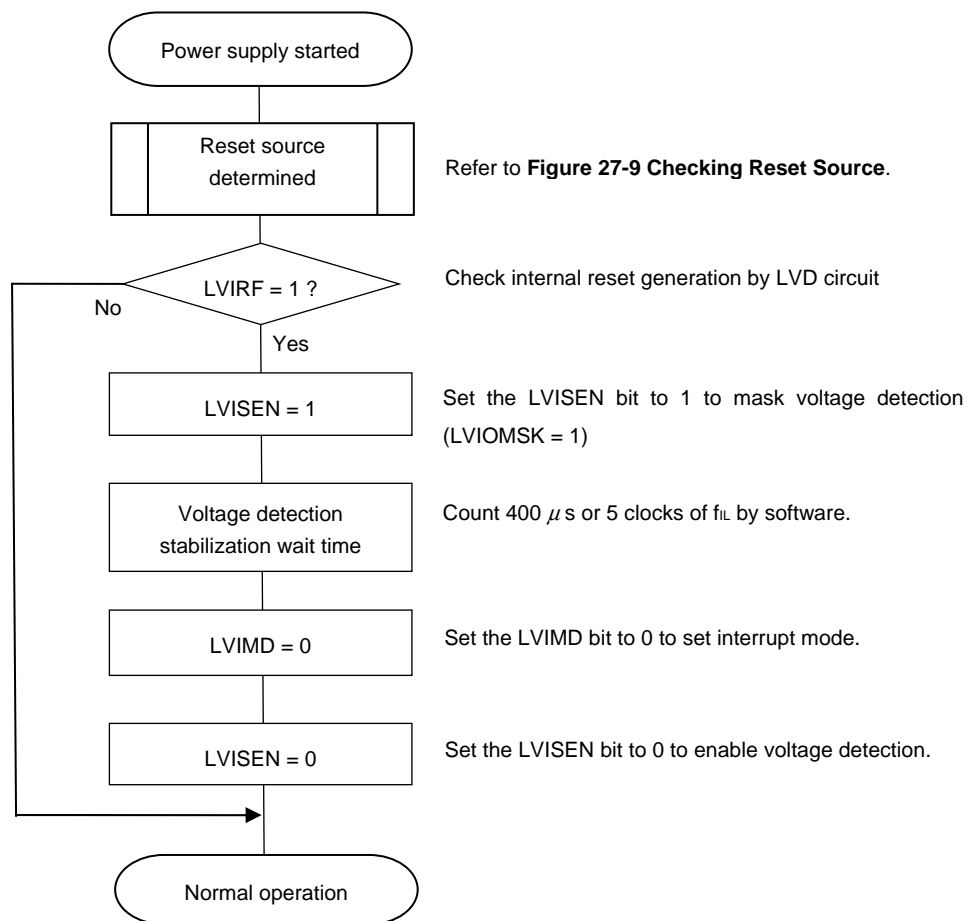 Power supply started
Reset source
determined
Refer to Figure 27-9 Checking Reset Source.
LVIRF = 1 ?
Check internal reset generation by LVD circuit
No
Yes
LVISEN = 1
Set the LVISEN bit to 1 to mask voltage detection
(LVIOMSK = 1)
Voltage detection
stabilization wait time
Count 400 μs or 5 clocks of fIL by software.
LVIMD = 0
Set the LVIMD bit to 0 to set interrupt mode.
LVISEN = 0
Set the LVISEN bit to 0 to enable voltage detection.
Normal operation